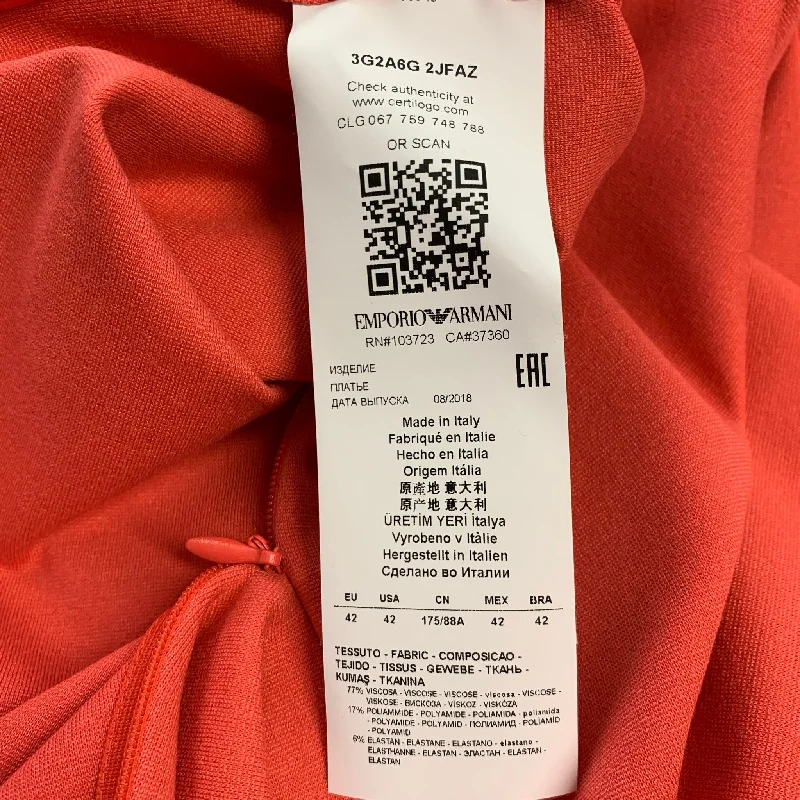 3G2A6G 2JFAZ
Check authenticity at
www certilogo com
CLG 067 759 748 788
OR SCAN
EMPORIO ARMANI
RN#103723 CA#37360
ИЗДЕЛИЕ
ПЛАТЬЕ
EAC
ДАТА ВЫПУСКА 08/2018
Made in Italy
Fabriqué en Italie
Hecho en Italia
Origem Itália
原產地 意大利
原产地 意大利
ÜRETİM YERİ İtalya
Vyrobeno v Itálie
Hergestellt in Italien
Сделано во Италии
EU USA CN MEX BRA
42 42 175/88A 42 42
TESSUTO - FABRIC - COMPOSICAO -
TEJIDO - TISSUS - GEWEBE - ТКАНЬ -
KUMAŞ - TKANINA
77% VISCOSA - VISCOSE - VISCOSE - viscosa - VISCOSE -
VISKOSE - ВИСКОЗА - VİSKOZ - VISKÓZA
17% POLIAMMIDE - POLYAMIDE - POLIAMIDA - poliamida
- POLYAMIDE - POLYAMID - ПОЛИАМИД - POLİAMİD
- POLYAMID
6% ELASTAN - ELASTANE - ELASTANO - elastano -
ELASTHANNE - ELASTAN - ЭЛАСТАН - ELASTAN -
ELASTAN